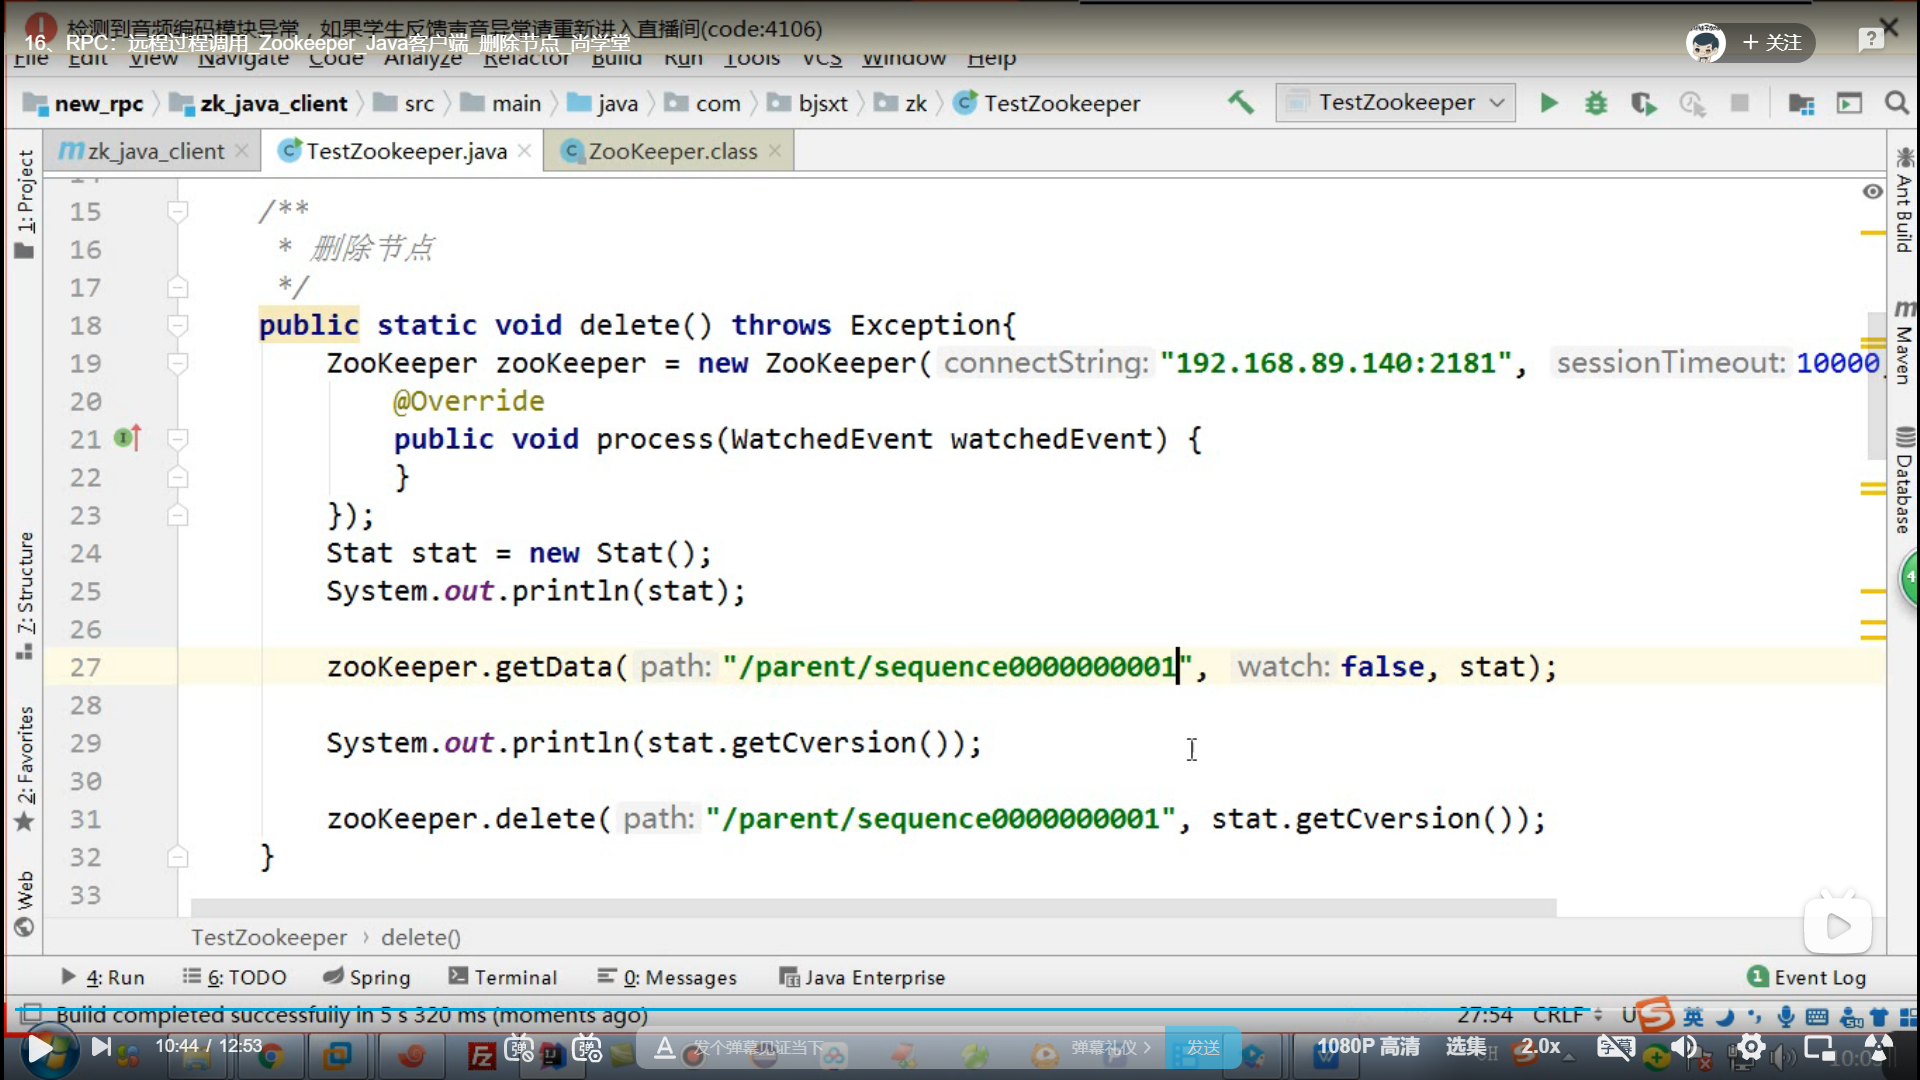 检测到音频编码模块异常，如果学生反馈声音异常请重新进入直播间(code:4106)
16、RPC：远程过程调用_Zookeeper_Java客户端_删除节点_尚学堂
+ 关注
File Edit View Navigate Code Analyze Refactor Build Run Tools VCS Window Help
new_rpc zk_java_client src main java com bjsxt zk TestZookeeper
TestZookeeper
zk_java_client TestZookeeper.java ZooKeeper.class
1: Project
7: Structure
2: Favorites
Web
Ant Build
Maven
Database
15 /**
16 * 删除节点
17 */
18 public static void delete() throws Exception{
19 ZooKeeper zooKeeper = new ZooKeeper( connectString: "192.168.89.140:2181", sessionTimeout: 10000
20 @Override
21 public void process(WatchedEvent watchedEvent) {
22 }
23 });
24 Stat stat = new Stat();
25 System.out.println(stat);
26
27 zooKeeper.getData( path: "/parent/sequence0000000001", watch: false, stat);
28
29 System.out.println(stat.getCversion());
30
31 zooKeeper.delete( path: "/parent/sequence0000000001", stat.getCversion());
32 }
33
TestZookeeper › delete()
4: Run 6: TODO Spring Terminal 0: Messages Java Enterprise 1 Event Log
Build completed successfully in 5 s 320 ms (moments ago) 27:54 CRLF 英
10:44 / 12:53 发个弹幕见证当下 弹幕礼仪 › 发送 1080P 高清 选集 2.0x 字幕